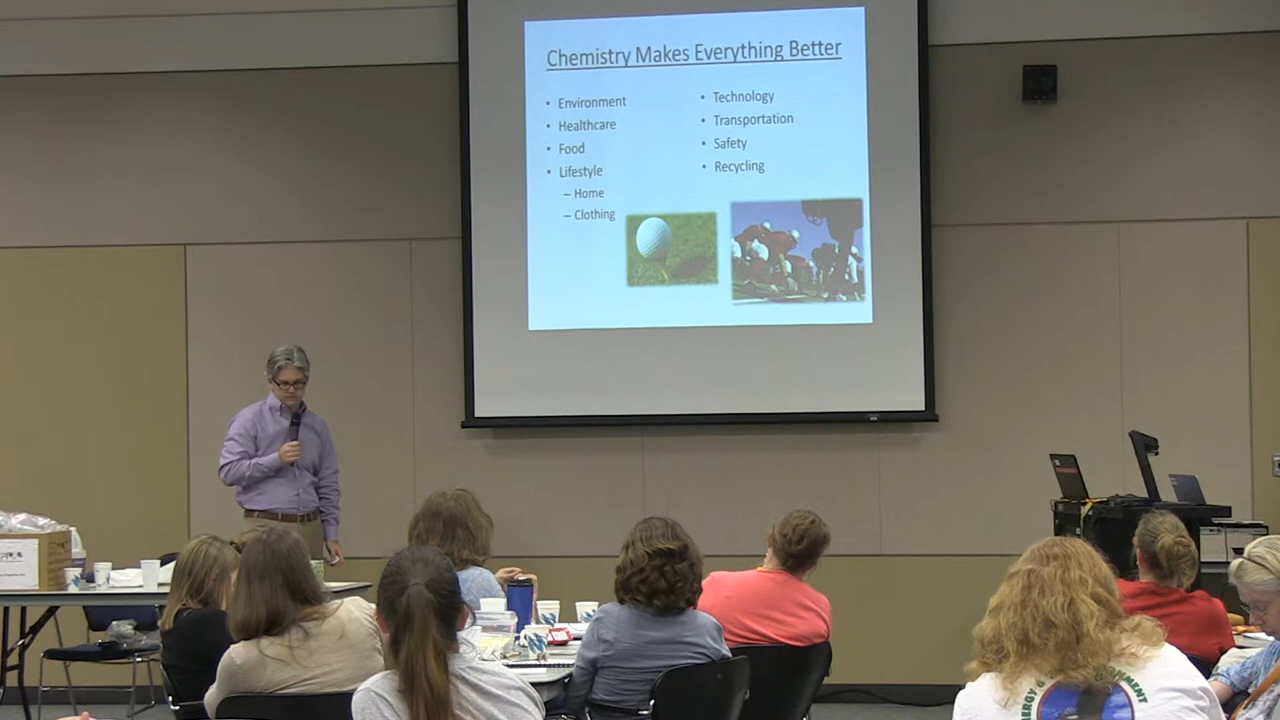 Chemistry Makes Everything Better
• Environment
• Healthcare
• Food
• Lifestyle
– Home
– Clothing
• Technology
• Transportation
• Safety
• Recycling